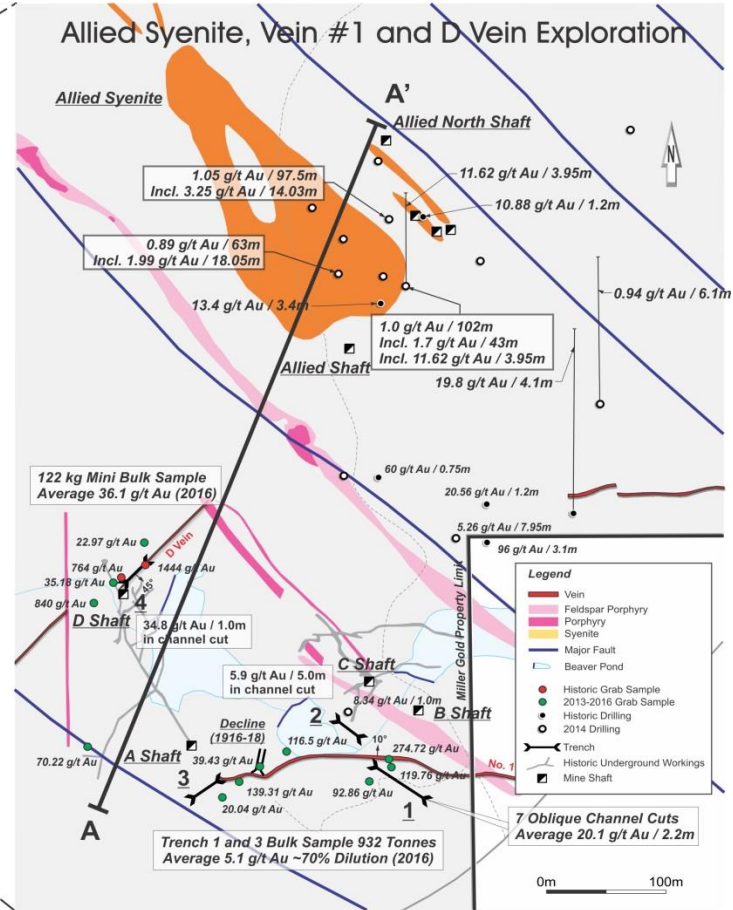 Allied Syenite, Vein #1 and D Vein Exploration
Allied Syenite
A'
Allied North Shaft
N
1.05 g/t Au / 97.5m
Incl. 3.25 g/t Au / 14.03m
11.62 g/t Au / 3.95m
10.88 g/t Au / 1.2m
0.89 g/t Au / 63m
Incl. 1.99 g/t Au / 18.05m
0.94 g/t Au / 6.1m
13.4 g/t Au / 3.4m
1.0 g/t Au / 102m
Incl. 1.7 g/t Au / 43m
Incl. 11.62 g/t Au / 3.95m
Allied Shaft
19.8 g/t Au / 4.1m
122 kg Mini Bulk Sample
Average 36.1 g/t Au (2016)
60 g/t Au / 0.75m
20.56 g/t Au / 1.2m
5.26 g/t Au / 7.95m
96 g/t Au / 3.1m
22.97 g/t Au
D Vein
764 g/t Au
1444 g/t Au
35.18 g/t Au
45°
4
840 g/t Au
D Shaft
34.8 g/t Au / 1.0m
in channel cut
5.9 g/t Au / 5.0m
in channel cut
C Shaft
8.34 g/t Au / 1.0m
B Shaft
2
Decline
(1916-18)
116.5 g/t Au
10°
274.72 g/t Au
A Shaft
70.22 g/t Au
39.43 g/t Au
3
139.31 g/t Au
20.04 g/t Au
92.86 g/t Au
119.76 g/t Au
1
No. 1
A
Trench 1 and 3 Bulk Sample 932 Tonnes
Average 5.1 g/t Au ~70% Dilution (2016)
7 Oblique Channel Cuts
Average 20.1 g/t Au / 2.2m
Miller Gold Property Limit
Legend
Vein
Feldspar Porphyry
Porphyry
Syenite
Major Fault
Beaver Pond
Historic Grab Sample
2013-2016 Grab Sample
Historic Drilling
2014 Drilling
Trench
Historic Underground Workings
Mine Shaft
0m 100m